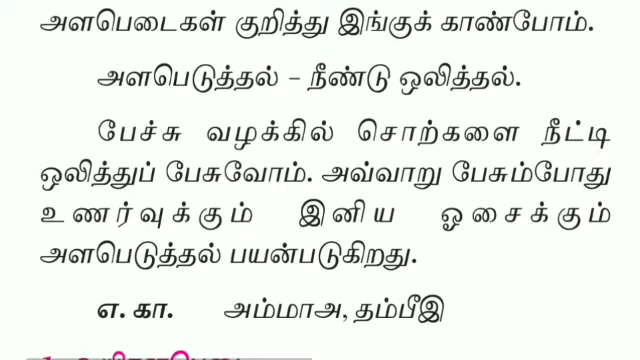 அளபெடைகள் குறித்து இங்குக் காண்போம்.
அளபெடுத்தல் – நீண்டு ஒலித்தல்.
பேச்சு வழக்கில் சொற்களை நீட்டி
ஒலித்துப் பேசுவோம். அவ்வாறு பேசும்போது
உணர்வுக்கும் இனிய ஓசைக்கும்
அளபெடுத்தல் பயன்படுகிறது.
எ. கா. அம்மாஅ, தம்பீஇ